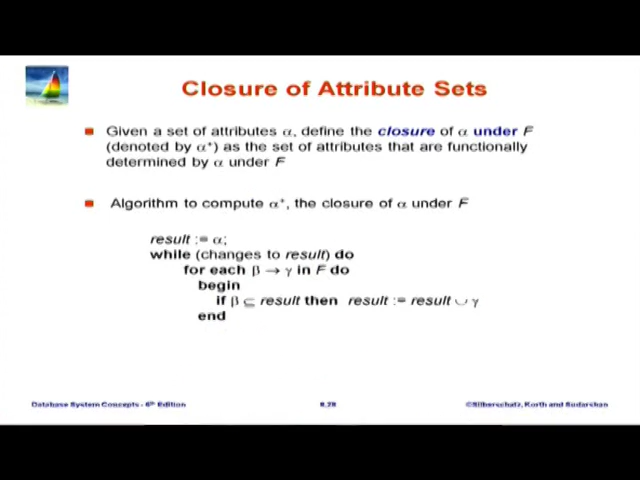 Closure of Attribute Sets
Given a set of attributes α, define the closure of α under F
(denoted by α⁺) as the set of attributes that are functionally
determined by α under F
Algorithm to compute α⁺, the closure of α under F
result := α;
while (changes to result) do
for each β → γ in F do
begin
if β ⊆ result then result := result ∪ γ
end
Database System Concepts - 6th Edition 8.28 ©Silberschatz, Korth and Sudarshan